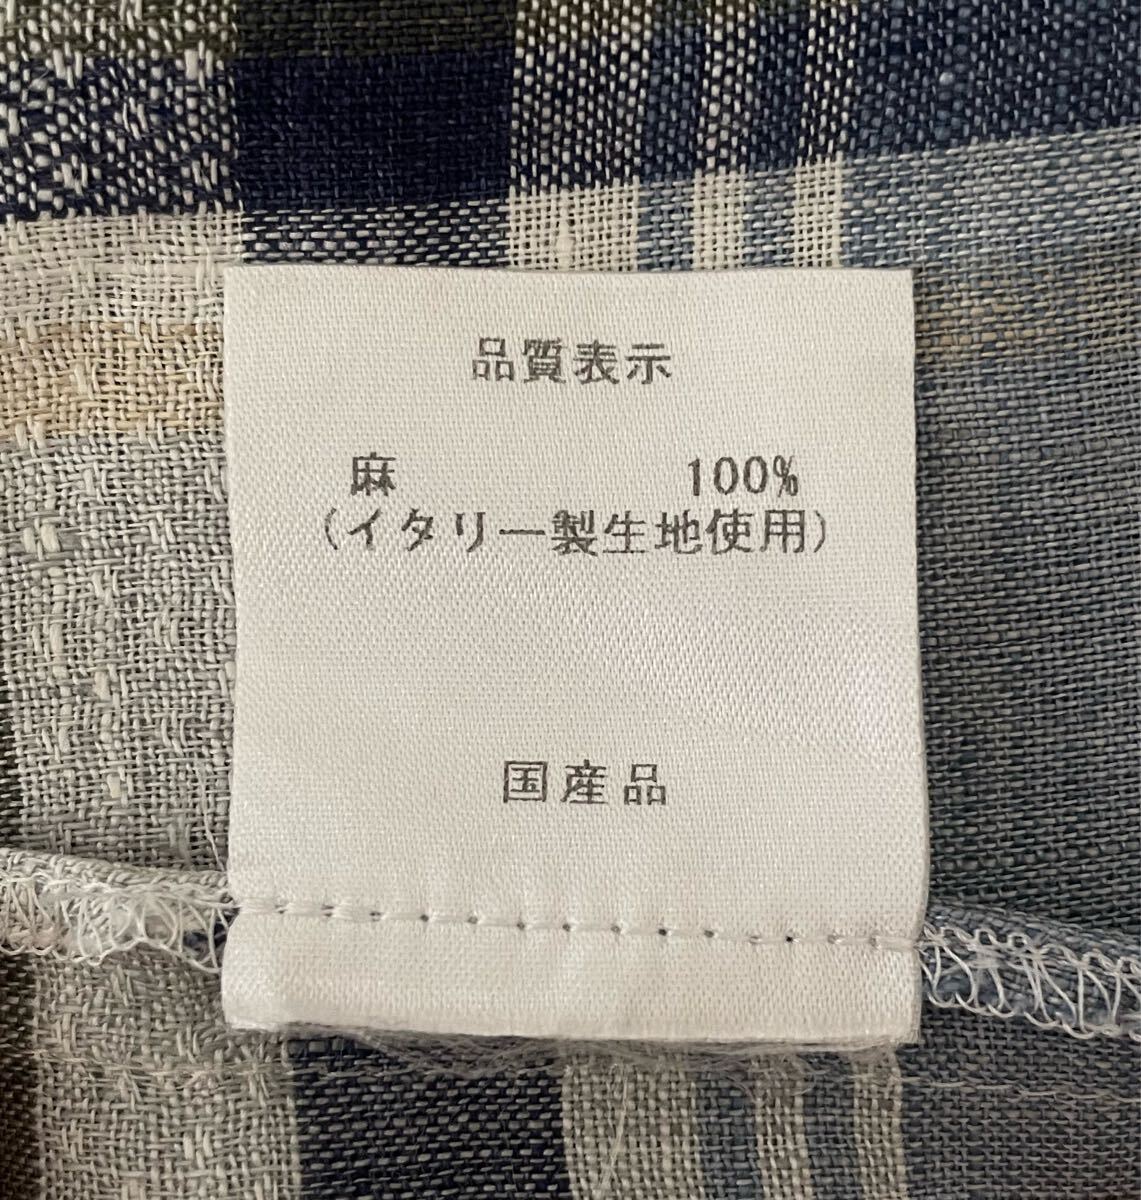 品質表示
麻 100%
(イタリー製生地使用)
国産品